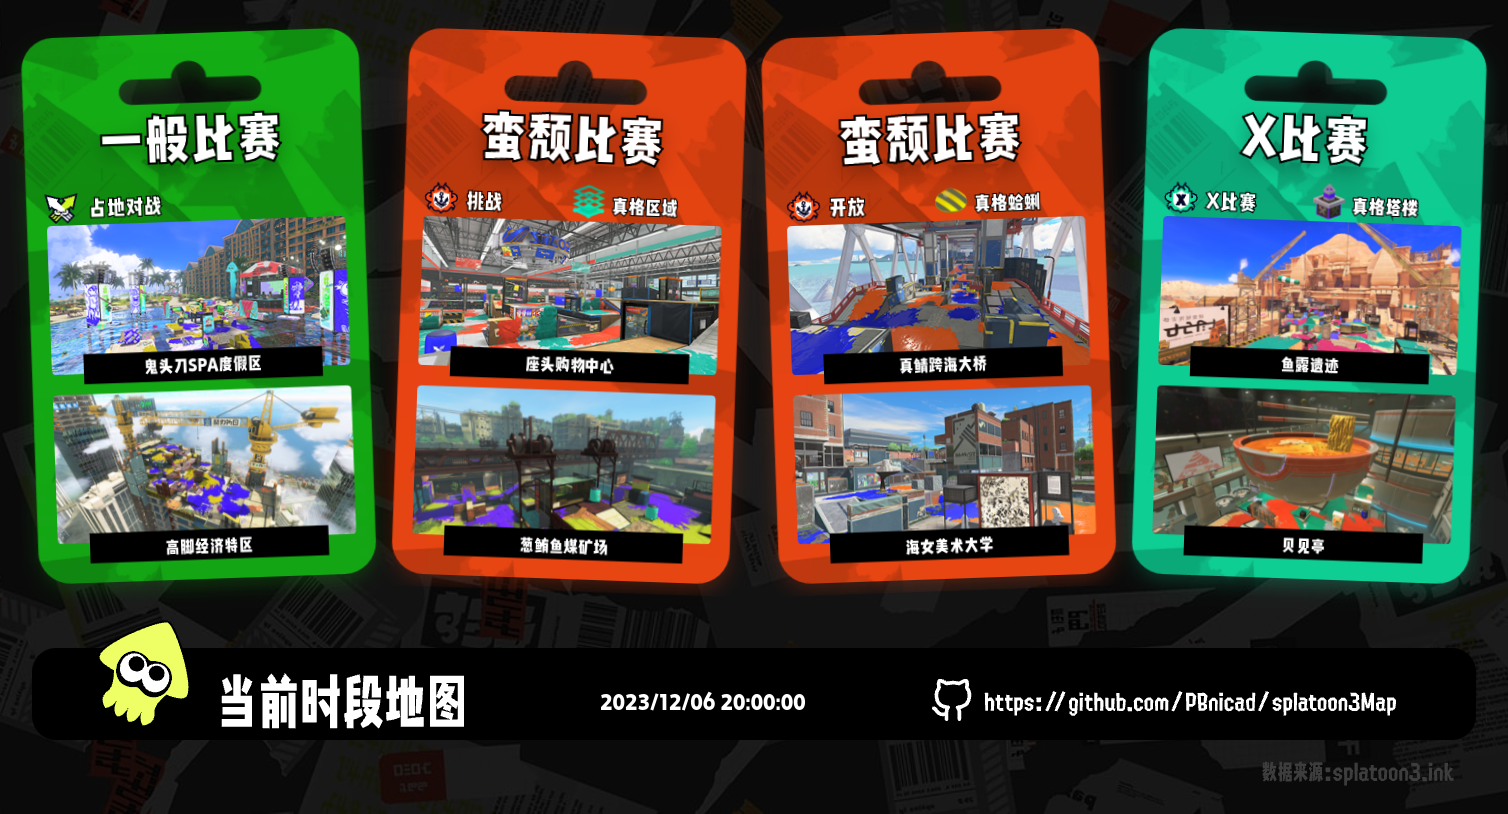 一般比赛
占地对战
鬼头刀SPA度假区
高脚经济特区
蛮颓比赛
挑战
真格区域
座头购物中心
葱鲔鱼煤矿场
蛮颓比赛
开放
真格蛤蜊
真鲷跨海大桥
海女美术大学
X比赛
X比赛
真格塔楼
鱼露遗迹
贝见亭
当前时段地图
2023/12/06 20:00:00
https://github.com/PBnicad/splatoon3Map
数据来源:splatoon3.ink